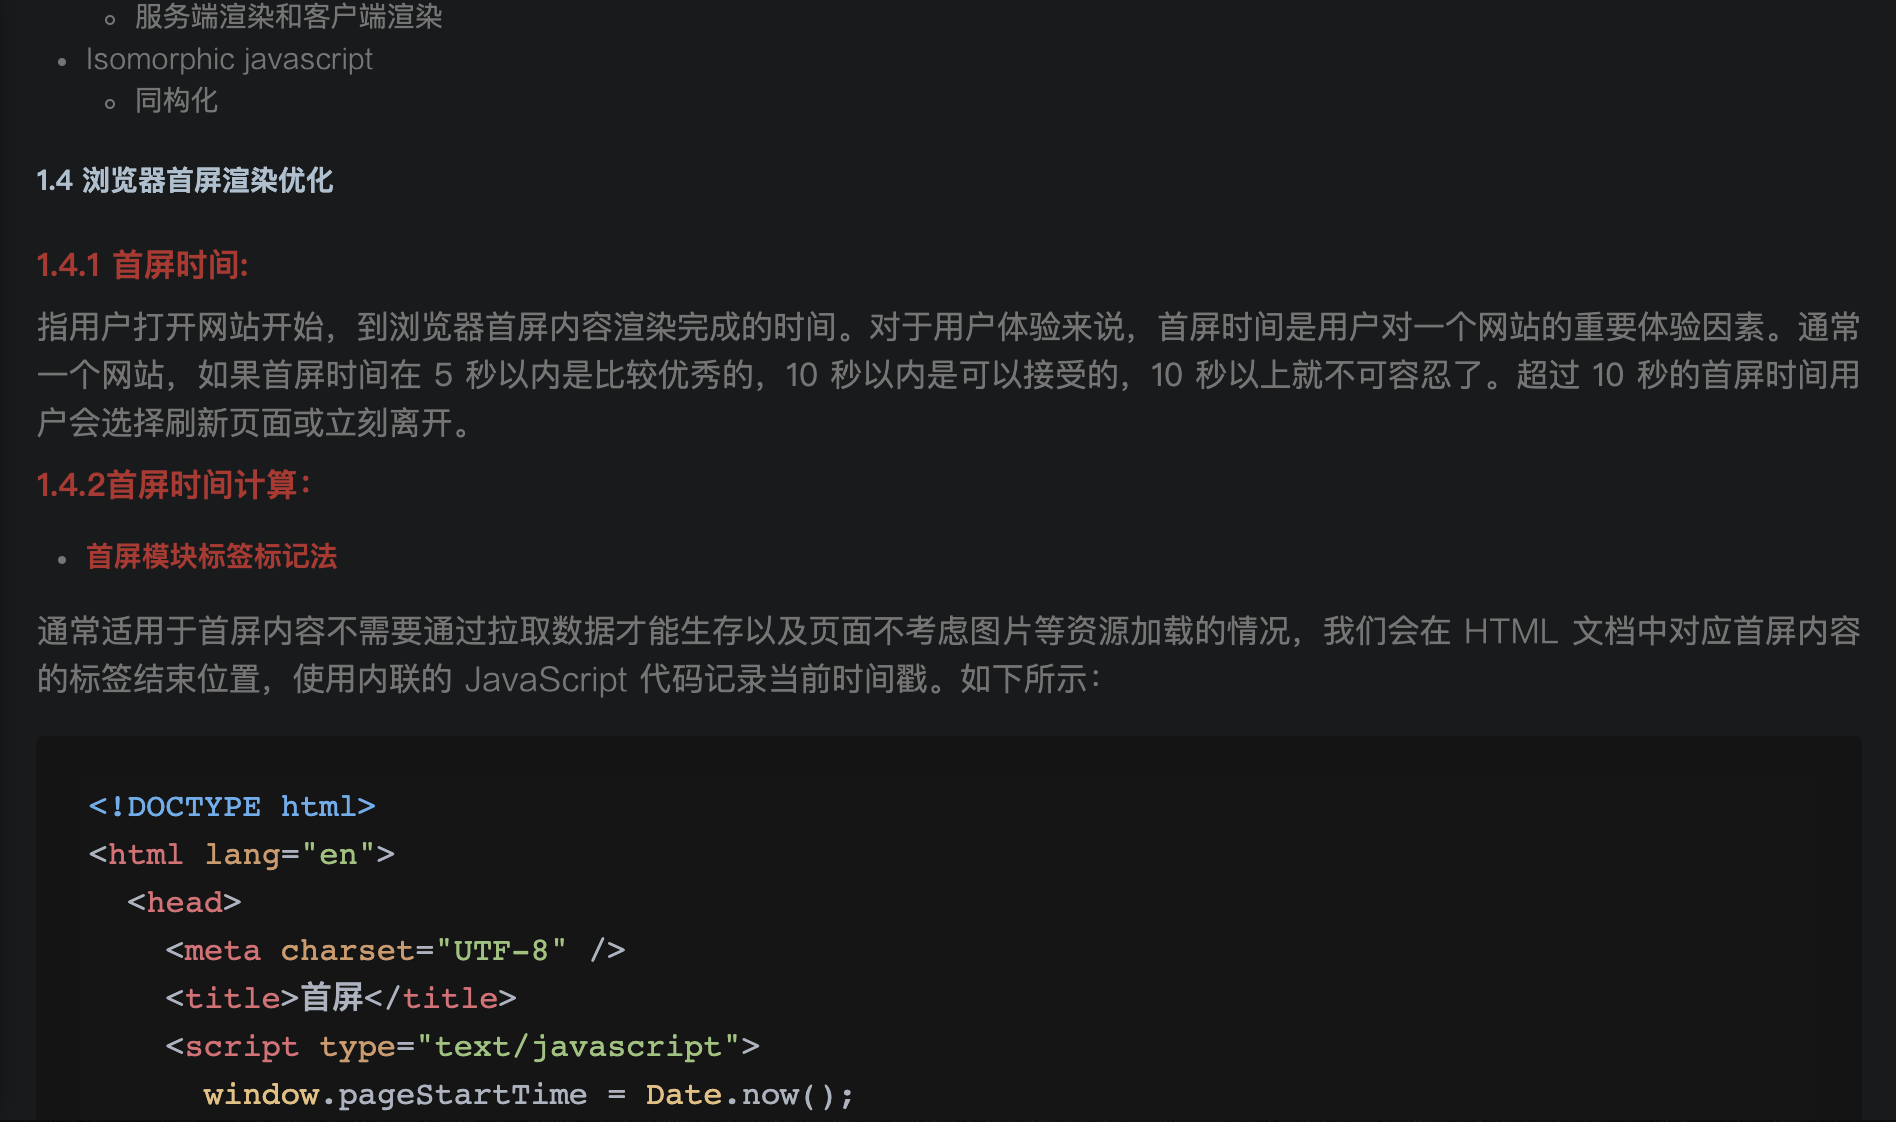 服务端渲染和客户端渲染
Isomorphic javascript
同构化
1.4 浏览器首屏渲染优化
1.4.1 首屏时间:
指用户打开网站开始，到浏览器首屏内容渲染完成的时间。对于用户体验来说，首屏时间是用户对一个网站的重要体验因素。通常
一个网站，如果首屏时间在 5 秒以内是比较优秀的，10 秒以内是可以接受的，10 秒以上就不可容忍了。超过 10 秒的首屏时间用
户会选择刷新页面或立刻离开。
1.4.2首屏时间计算：
首屏模块标签标记法
通常适用于首屏内容不需要通过拉取数据才能生存以及页面不考虑图片等资源加载的情况，我们会在 HTML 文档中对应首屏内容
的标签结束位置，使用内联的 JavaScript 代码记录当前时间戳。如下所示：
<!DOCTYPE html>
<html lang="en">
<head>
<meta charset="UTF-8" />
<title>首屏</title>
<script type="text/javascript">
window.pageStartTime = Date.now();